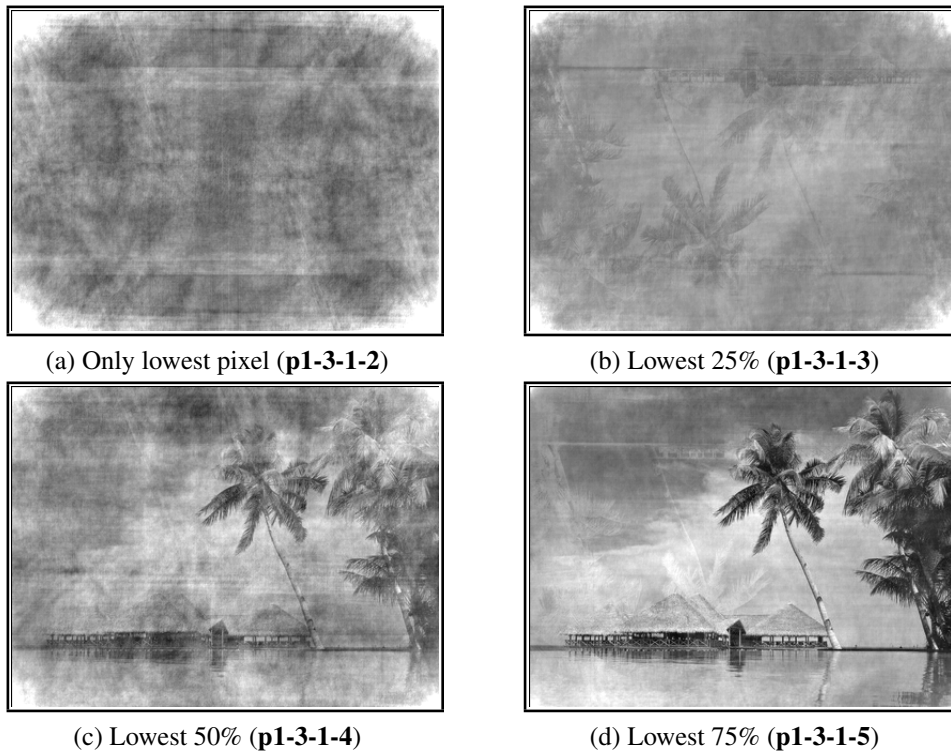 (a) Only lowest pixel (p1-3-1-2)
(b) Lowest 25% (p1-3-1-3)
(c) Lowest 50% (p1-3-1-4)
(d) Lowest 75% (p1-3-1-5)